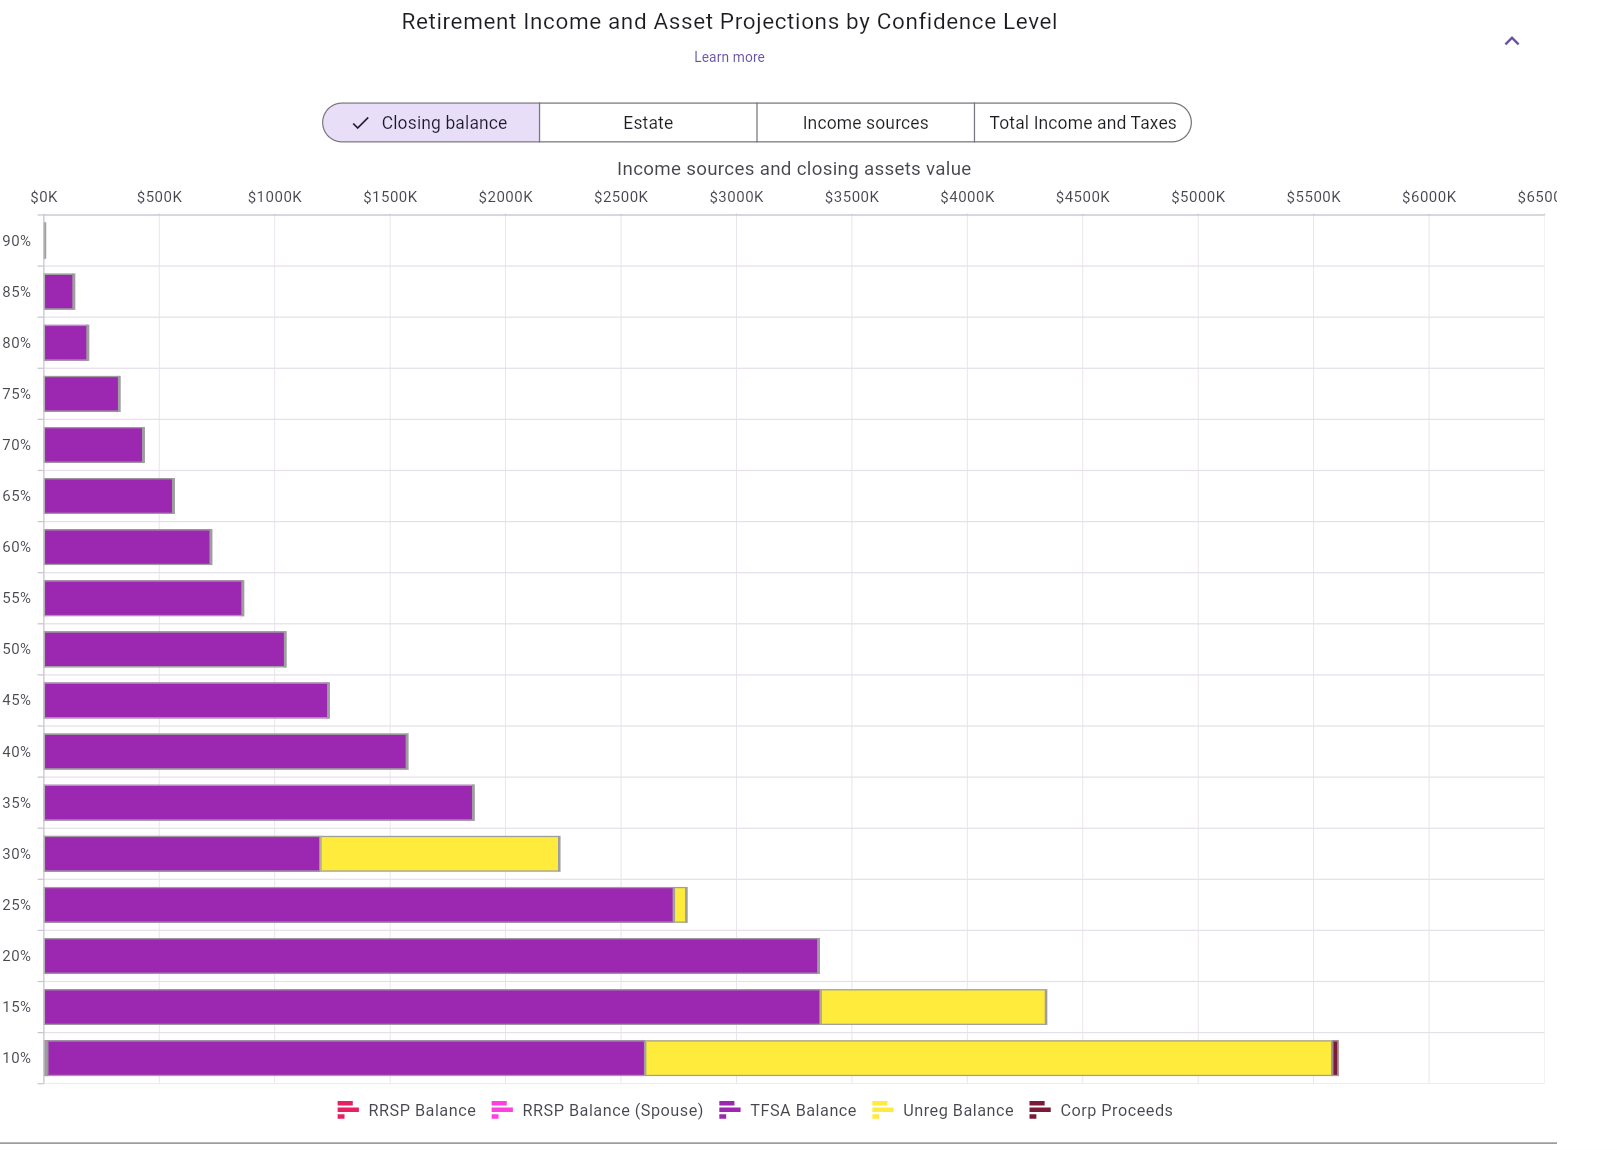 Retirement Income and Asset Projections by Confidence Level
Learn more
Closing balance Estate Income sources Total Income and Taxes
Income sources and closing assets value
$0K $500K $1000K $1500K $2000K $2500K $3000K $3500K $4000K $4500K $5000K $5500K $6000K $6500
90%
85%
80%
75%
70%
65%
60%
55%
50%
45%
40%
35%
30%
25%
20%
15%
10%
RRSP Balance RRSP Balance (Spouse) TFSA Balance Unreg Balance Corp Proceeds